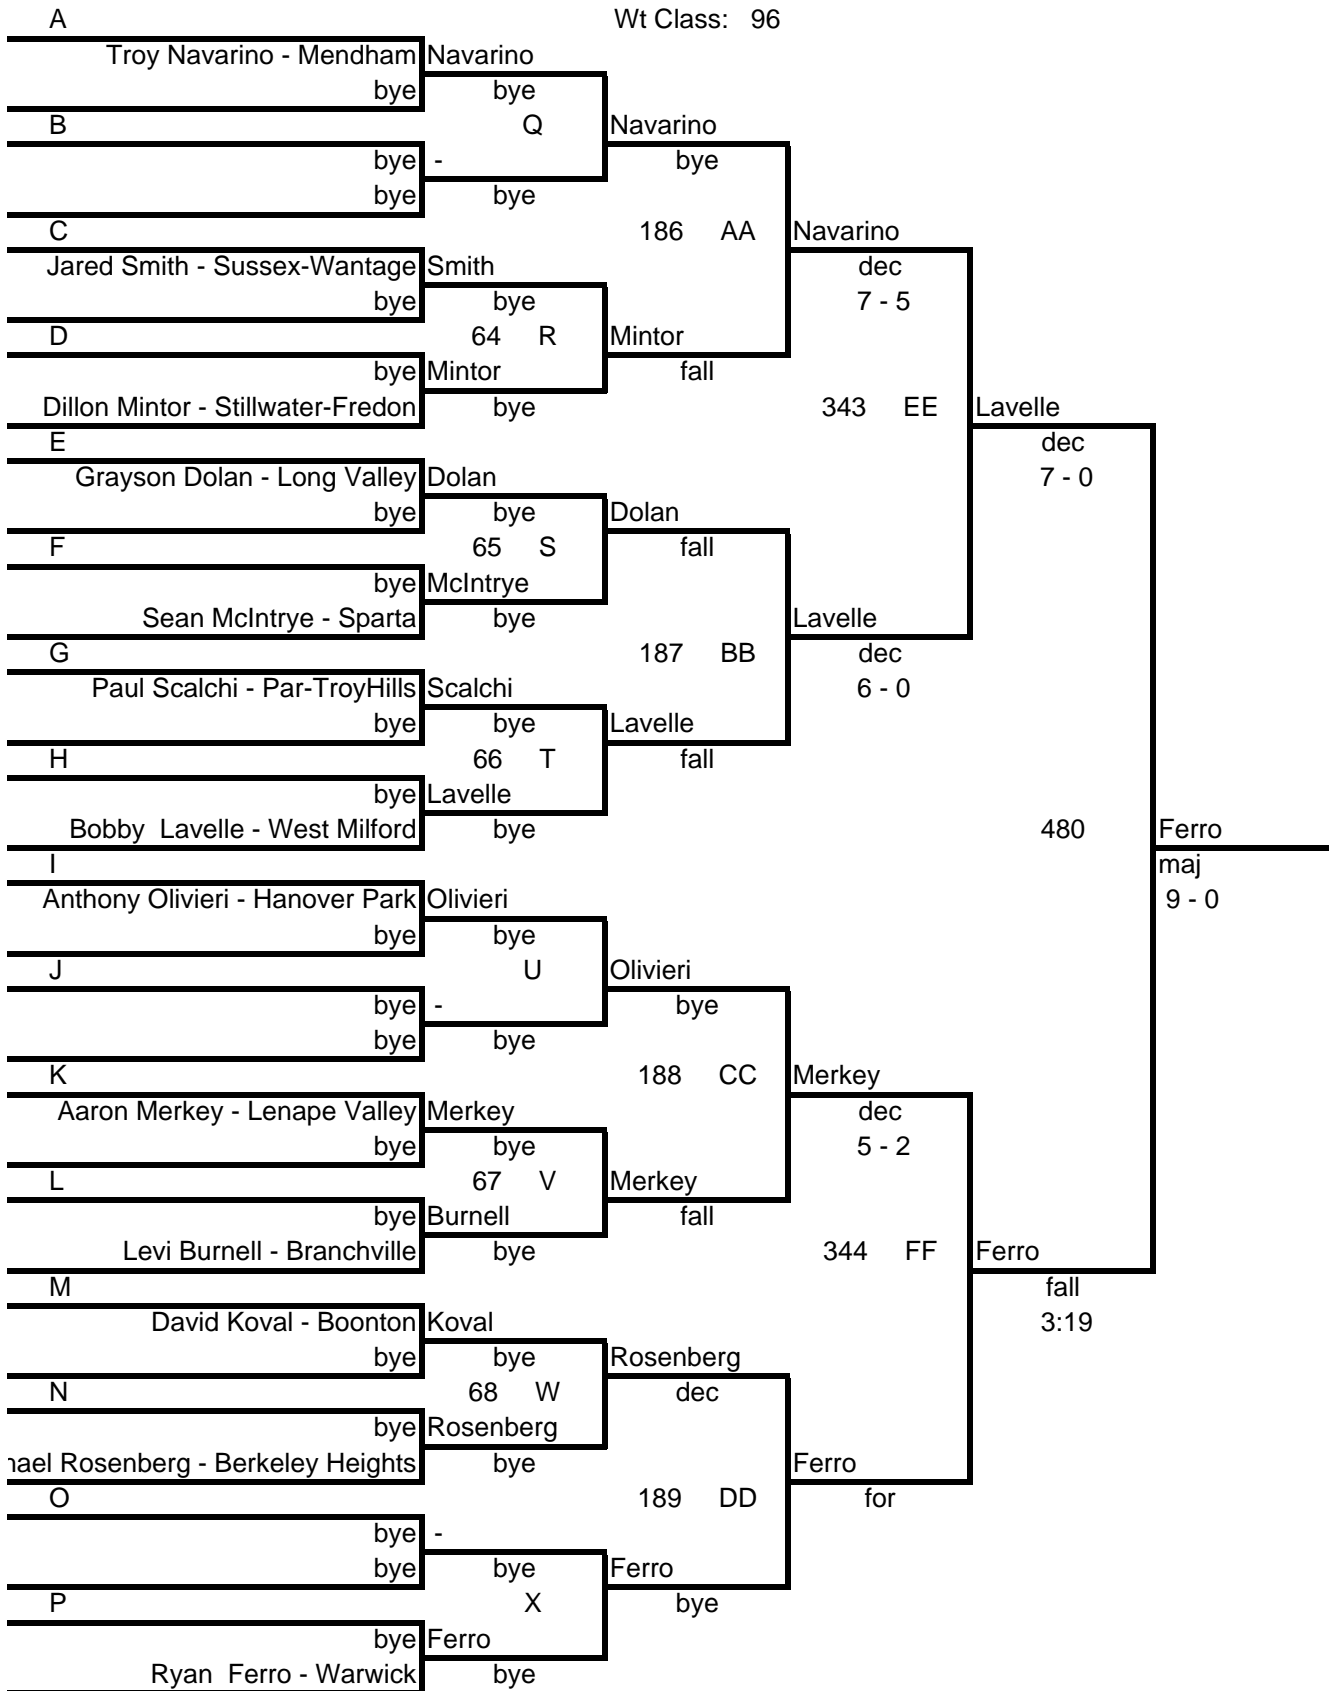 A Wt Class: 96
Troy Navarino - Mendham Navarino
bye bye
B Q Navarino
bye - bye
bye bye
C 186 AA Navarino
Jared Smith - Sussex-Wantage Smith dec
bye bye 7 - 5
D 64 R Mintor
bye Mintor fall
Dillon Mintor - Stillwater-Fredon bye 343 EE Lavelle
E dec
Grayson Dolan - Long Valley Dolan 7 - 0
bye bye Dolan
F 65 S fall
bye McIntrye
Sean McIntrye - Sparta bye Lavelle
G 187 BB dec
Paul Scalchi - Par-TroyHills Scalchi 6 - 0
bye bye Lavelle
H 66 T fall
bye Lavelle
Bobby Lavelle - West Milford bye 480 Ferro
I maj
Anthony Olivieri - Hanover Park Olivieri 9 - 0
bye bye
J U Olivieri
bye - bye
bye bye
K 188 CC Merkey
Aaron Merkey - Lenape Valley Merkey dec
bye bye 5 - 2
L 67 V Merkey
bye Burnell fall
Levi Burnell - Branchville bye 344 FF Ferro
M fall
David Koval - Boonton Koval 3:19
bye bye Rosenberg
N 68 W dec
bye Rosenberg
Rosenberg - Berkeley Heights bye Ferro
O 189 DD for
bye -
bye bye Ferro
P X bye
bye Ferro
Ryan Ferro - Warwick bye